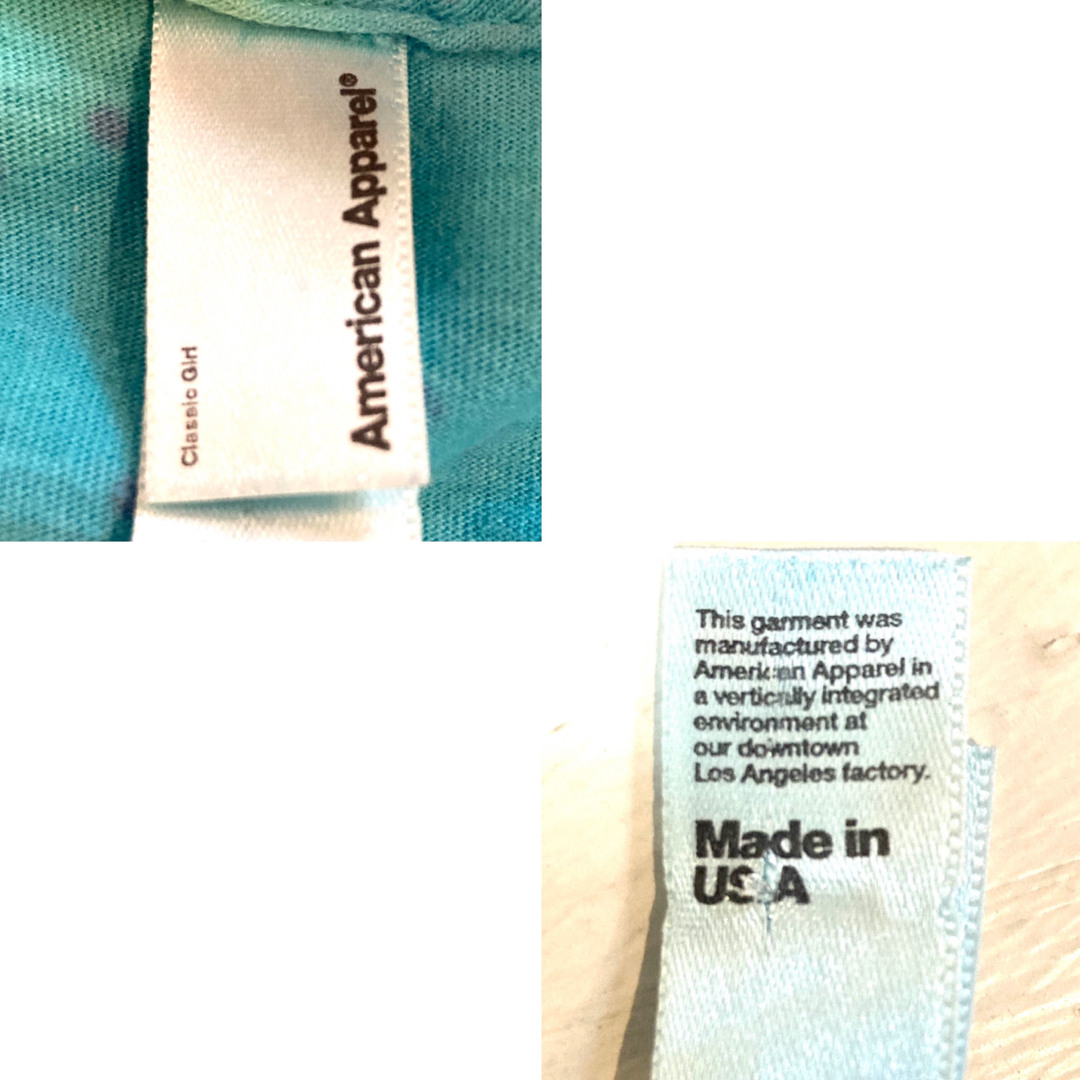 American Apparel®
Classic Girl
This garment was
manufactured by
American Apparel in
a vertically integrated
environment at
our downtown
Los Angeles factory.
Made in
USA